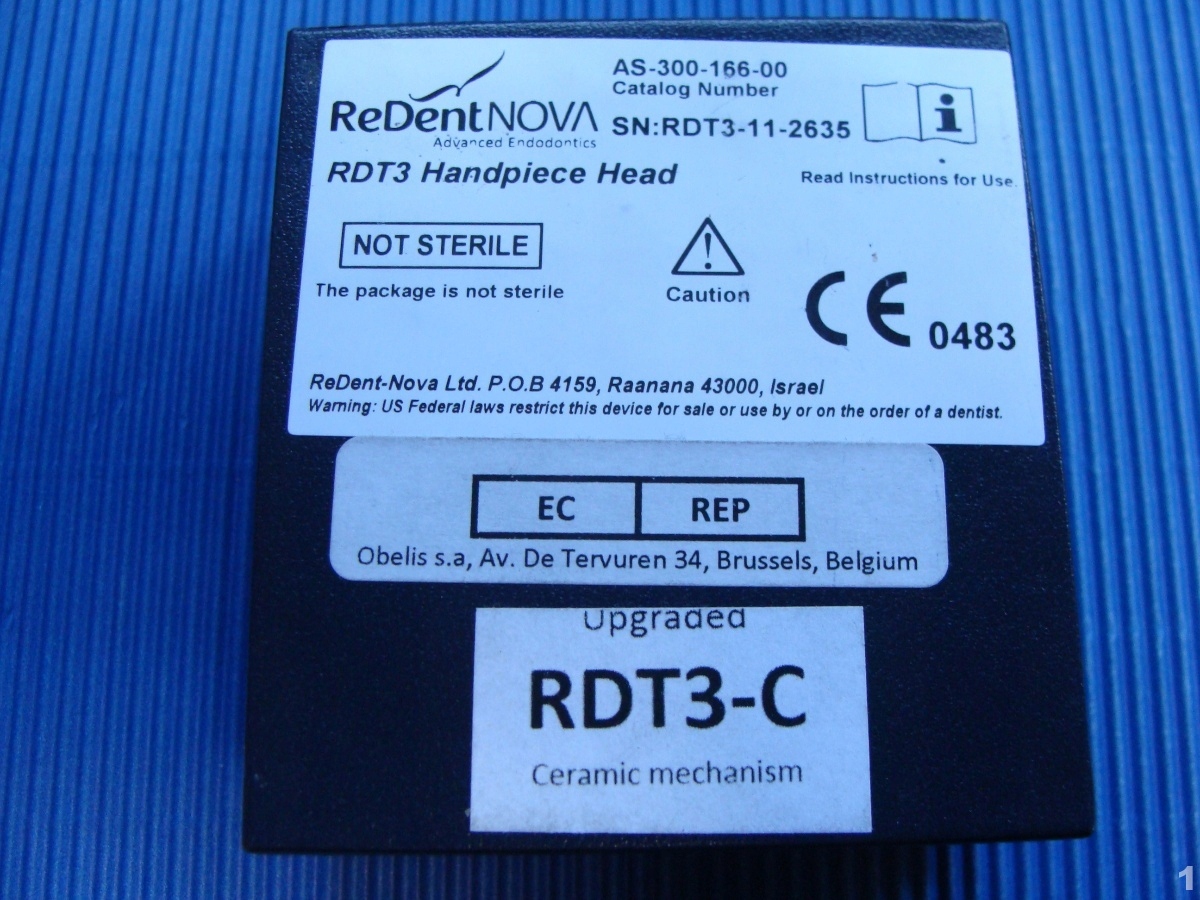 ReDentNOVA
Advanced Endodontics
AS-300-166-00
Catalog Number
SN:RDT3-11-2635
i
Read Instructions for Use.
RDT3 Handpiece Head
NOT STERILE
The package is not sterile
!
Caution
CE 0483
ReDent-Nova Ltd. P.O.B 4159, Raanana 43000, Israel
Warning: US Federal laws restrict this device for sale or use by or on the order of a dentist.
EC REP
Obelis s.a, Av. De Tervuren 34, Brussels, Belgium
Upgraded
RDT3-C
Ceramic mechanism
1